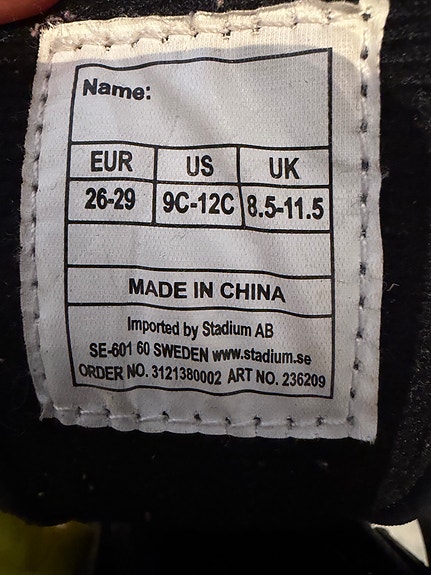 Name:
EUR US UK
26-29 9C-12C 8.5-11.5
MADE IN CHINA
Imported by Stadium AB
SE-601 60 SWEDEN www.stadium.se
ORDER NO. 3121380002 ART NO. 236209